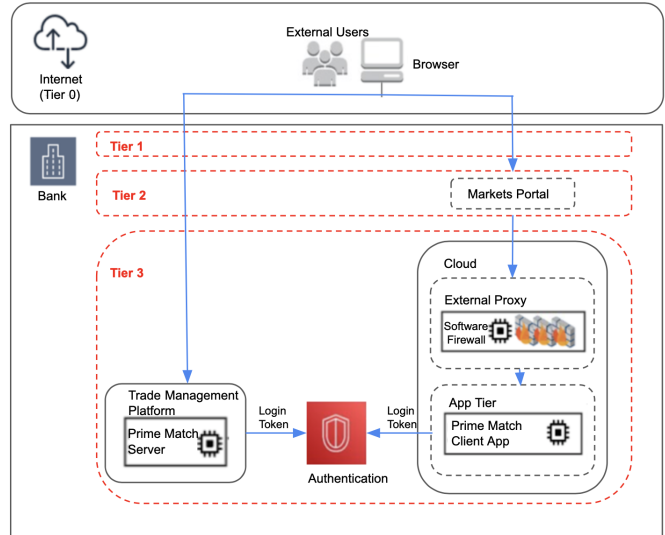 External Users
Browser
Internet
(Tier 0)
Tier 1
Bank
Tier 2
Markets Portal
Tier 3
Cloud
External Proxy
Software
Firewall
Trade Management
Platform
Prime Match
Server
Login
Token
Login
Token
App Tier
Prime Match
Client App
Authentication